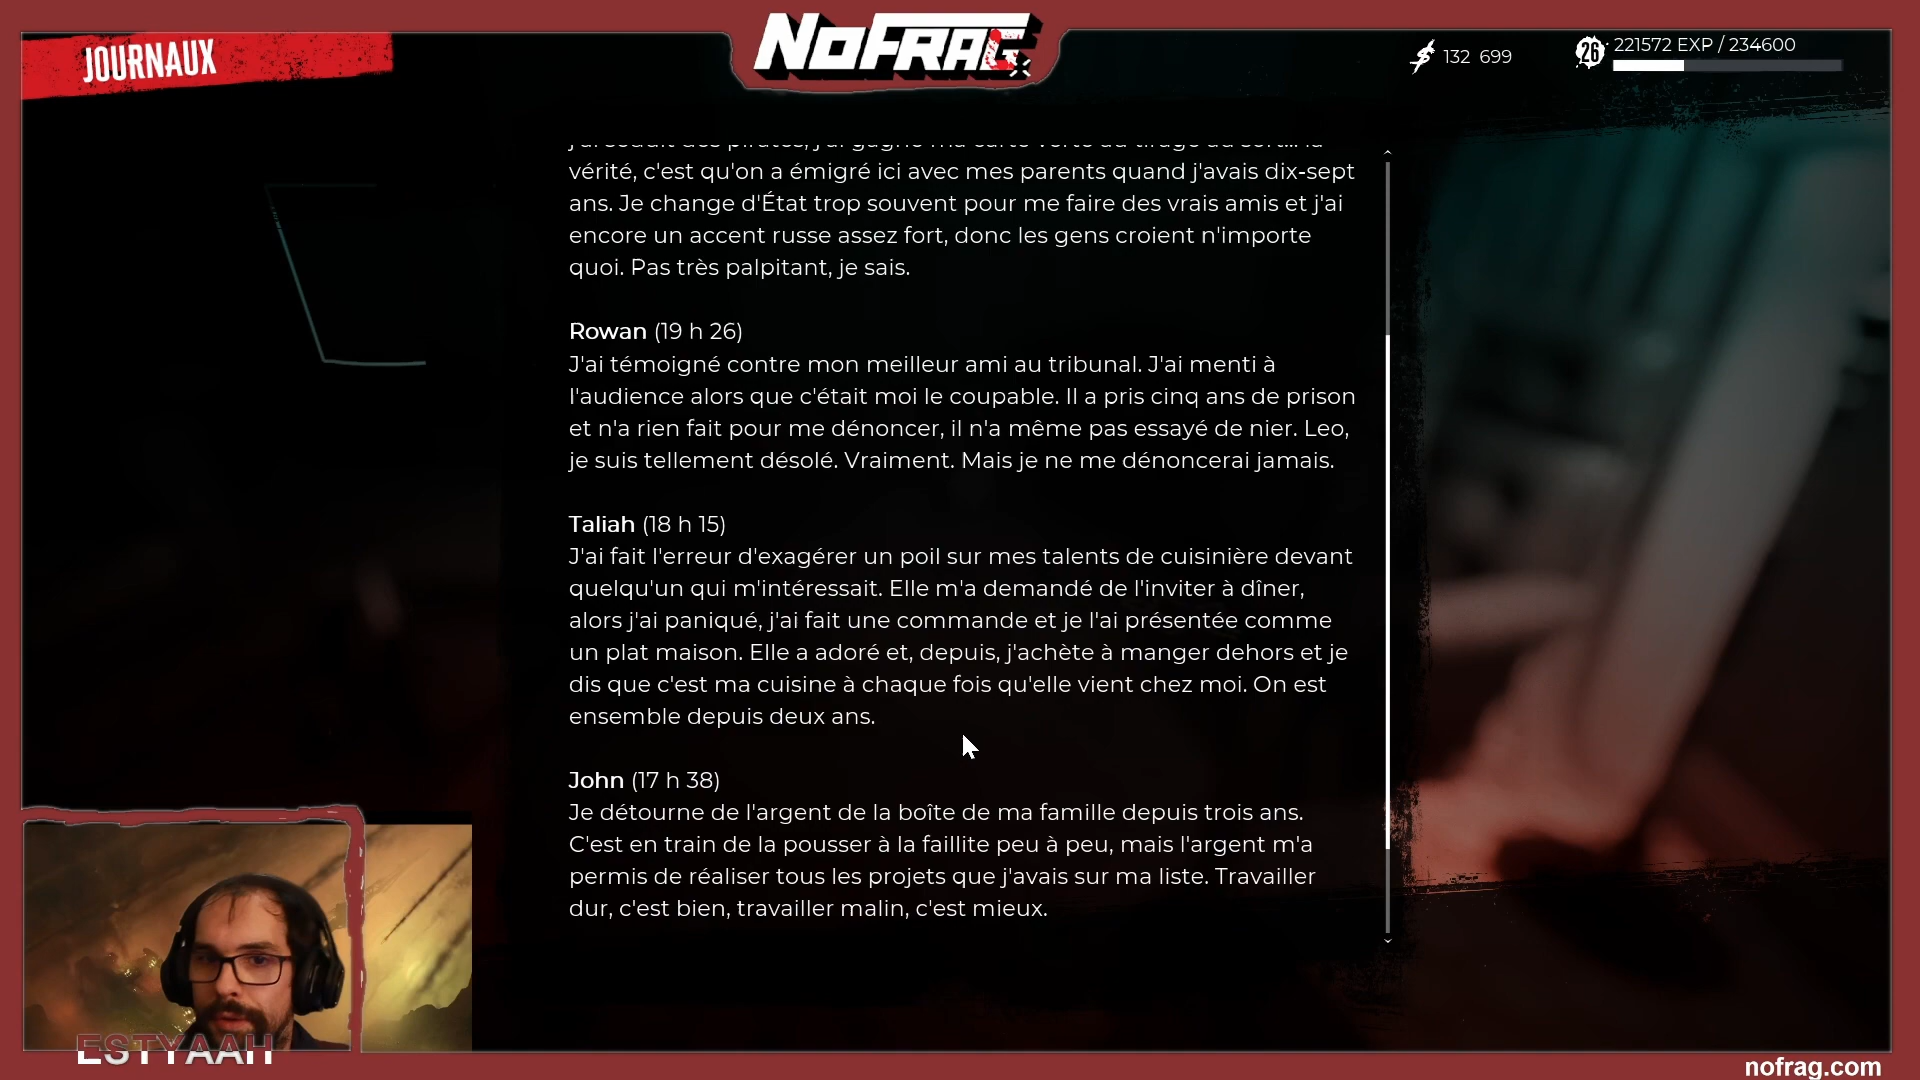 JOURNAUX
NOFRAG
132 699
26
221572 EXP / 234600
vérité, c'est qu'on a émigré ici avec mes parents quand j'avais dix-sept
ans. Je change d'État trop souvent pour me faire des vrais amis et j'ai
encore un accent russe assez fort, donc les gens croient n'importe
quoi. Pas très palpitant, je sais.
Rowan (19 h 26)
J'ai témoigné contre mon meilleur ami au tribunal. J'ai menti à
l'audience alors que c'était moi le coupable. Il a pris cinq ans de prison
et n'a rien fait pour me dénoncer, il n'a même pas essayé de nier. Leo,
je suis tellement désolé. Vraiment. Mais je ne me dénoncerai jamais.
Taliah (18 h 15)
J'ai fait l'erreur d'exagérer un poil sur mes talents de cuisinière devant
quelqu'un qui m'intéressait. Elle m'a demandé de l'inviter à dîner,
alors j'ai paniqué, j'ai fait une commande et je l'ai présentée comme
un plat maison. Elle a adoré et, depuis, j'achète à manger dehors et je
dis que c'est ma cuisine à chaque fois qu'elle vient chez moi. On est
ensemble depuis deux ans.
John (17 h 38)
Je détourne de l'argent de la boîte de ma famille depuis trois ans.
C'est en train de la pousser à la faillite peu à peu, mais l'argent m'a
permis de réaliser tous les projets que j'avais sur ma liste. Travailler
dur, c'est bien, travailler malin, c'est mieux.
ESTYAAH
nofrag.com